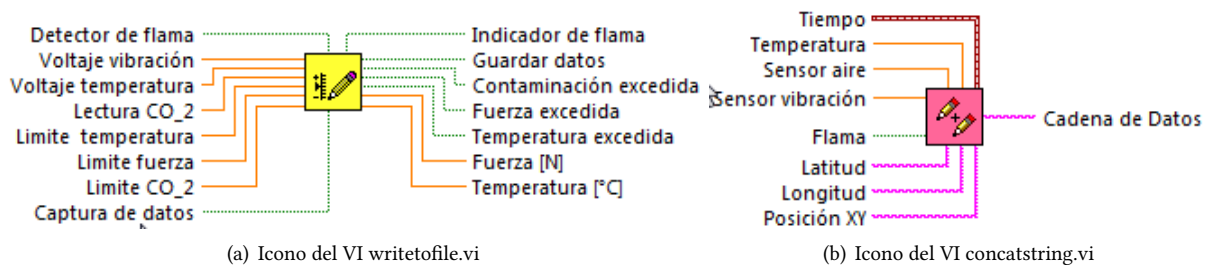 Detector de flama
Voltaje vibración
Voltaje temperatura
Lectura CO_2
Limite temperatura
Limite fuerza
Limite CO_2
Captura de datos
Indicador de flama
Guardar datos
Contaminación excedida
Fuerza excedida
Temperatura excedida
Fuerza [N]
Temperatura [°C]
(a) Icono del VI writetofile.vi
Tiempo
Temperatura
Sensor aire
Sensor vibración
Flama
Latitud
Longitud
Posición XY
Cadena de Datos
(b) Icono del VI concatstring.vi